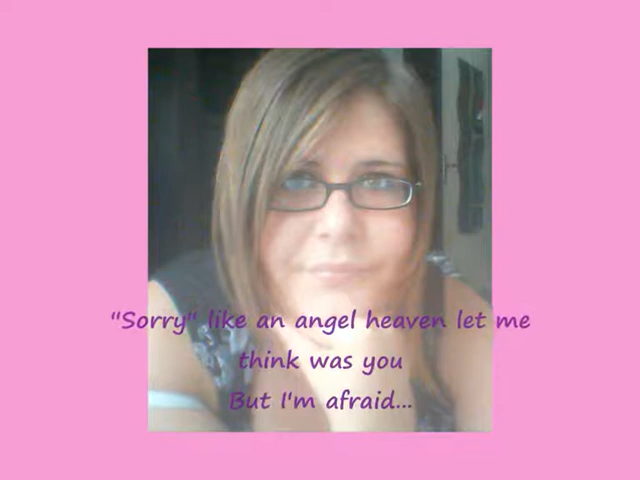 "Sorry" like an angel heaven let me
think was you
But I'm afraid...